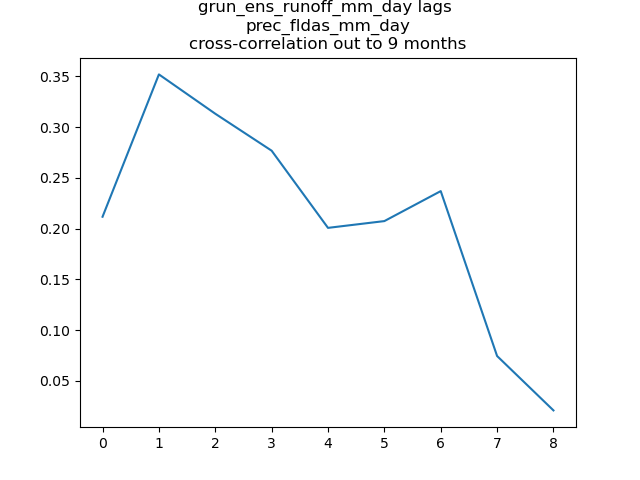 grun_ens_runoff_mm_day lags
prec_fldas_mm_day
cross-correlation out to 9 months
0.35
0.30
0.25
0.20
0.15
0.10
0.05
0 1 2 3 4 5 6 7 8